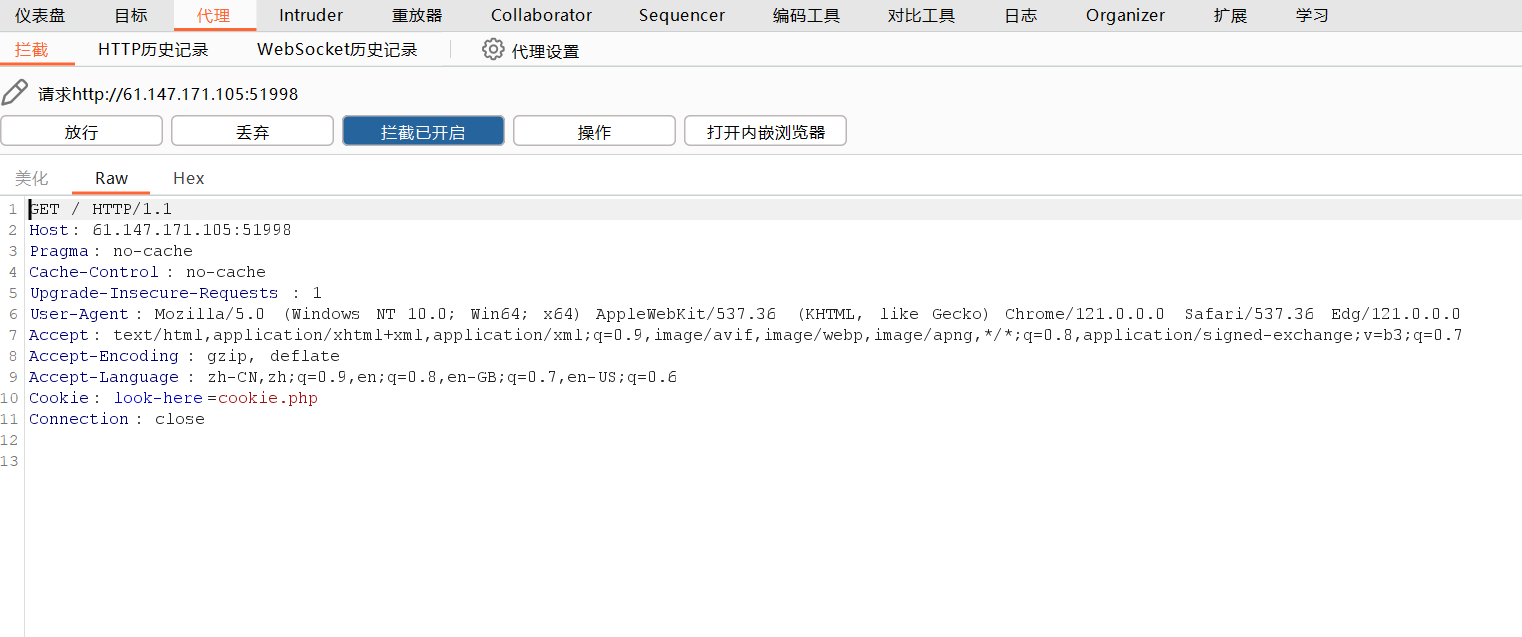 仪表盘 目标 代理 Intruder 重放器 Collaborator Sequencer 编码工具 对比工具 日志 Organizer 扩展 学习
拦截 HTTP历史记录 WebSocket历史记录 代理设置
请求http://61.147.171.105:51998
放行 丢弃 拦截已开启 操作 打开内嵌浏览器
美化 Raw Hex
1 GET / HTTP/1.1
2 Host: 61.147.171.105:51998
3 Pragma: no-cache
4 Cache-Control: no-cache
5 Upgrade-Insecure-Requests: 1
6 User-Agent: Mozilla/5.0 (Windows NT 10.0; Win64; x64) AppleWebKit/537.36 (KHTML, like Gecko) Chrome/121.0.0.0 Safari/537.36 Edg/121.0.0.0
7 Accept: text/html,application/xhtml+xml,application/xml;q=0.9,image/avif,image/webp,image/apng,*/*;q=0.8,application/signed-exchange;v=b3;q=0.7
8 Accept-Encoding: gzip, deflate
9 Accept-Language: zh-CN,zh;q=0.9,en;q=0.8,en-GB;q=0.7,en-US;q=0.6
10 Cookie: look-here=cookie.php
11 Connection: close
12
13